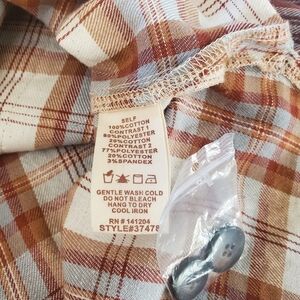 SELF
100%COTTON
CONTRAST 1
80%POLYESTER
20%COTTON
CONTRAST 2
77%POLYESTER
20%COTTON
3%SPANDEX
GENTLE WASH COLD
DO NOT BLEACH
HANG TO DRY
COOL IRON
RN # 141204
STYLE#37478